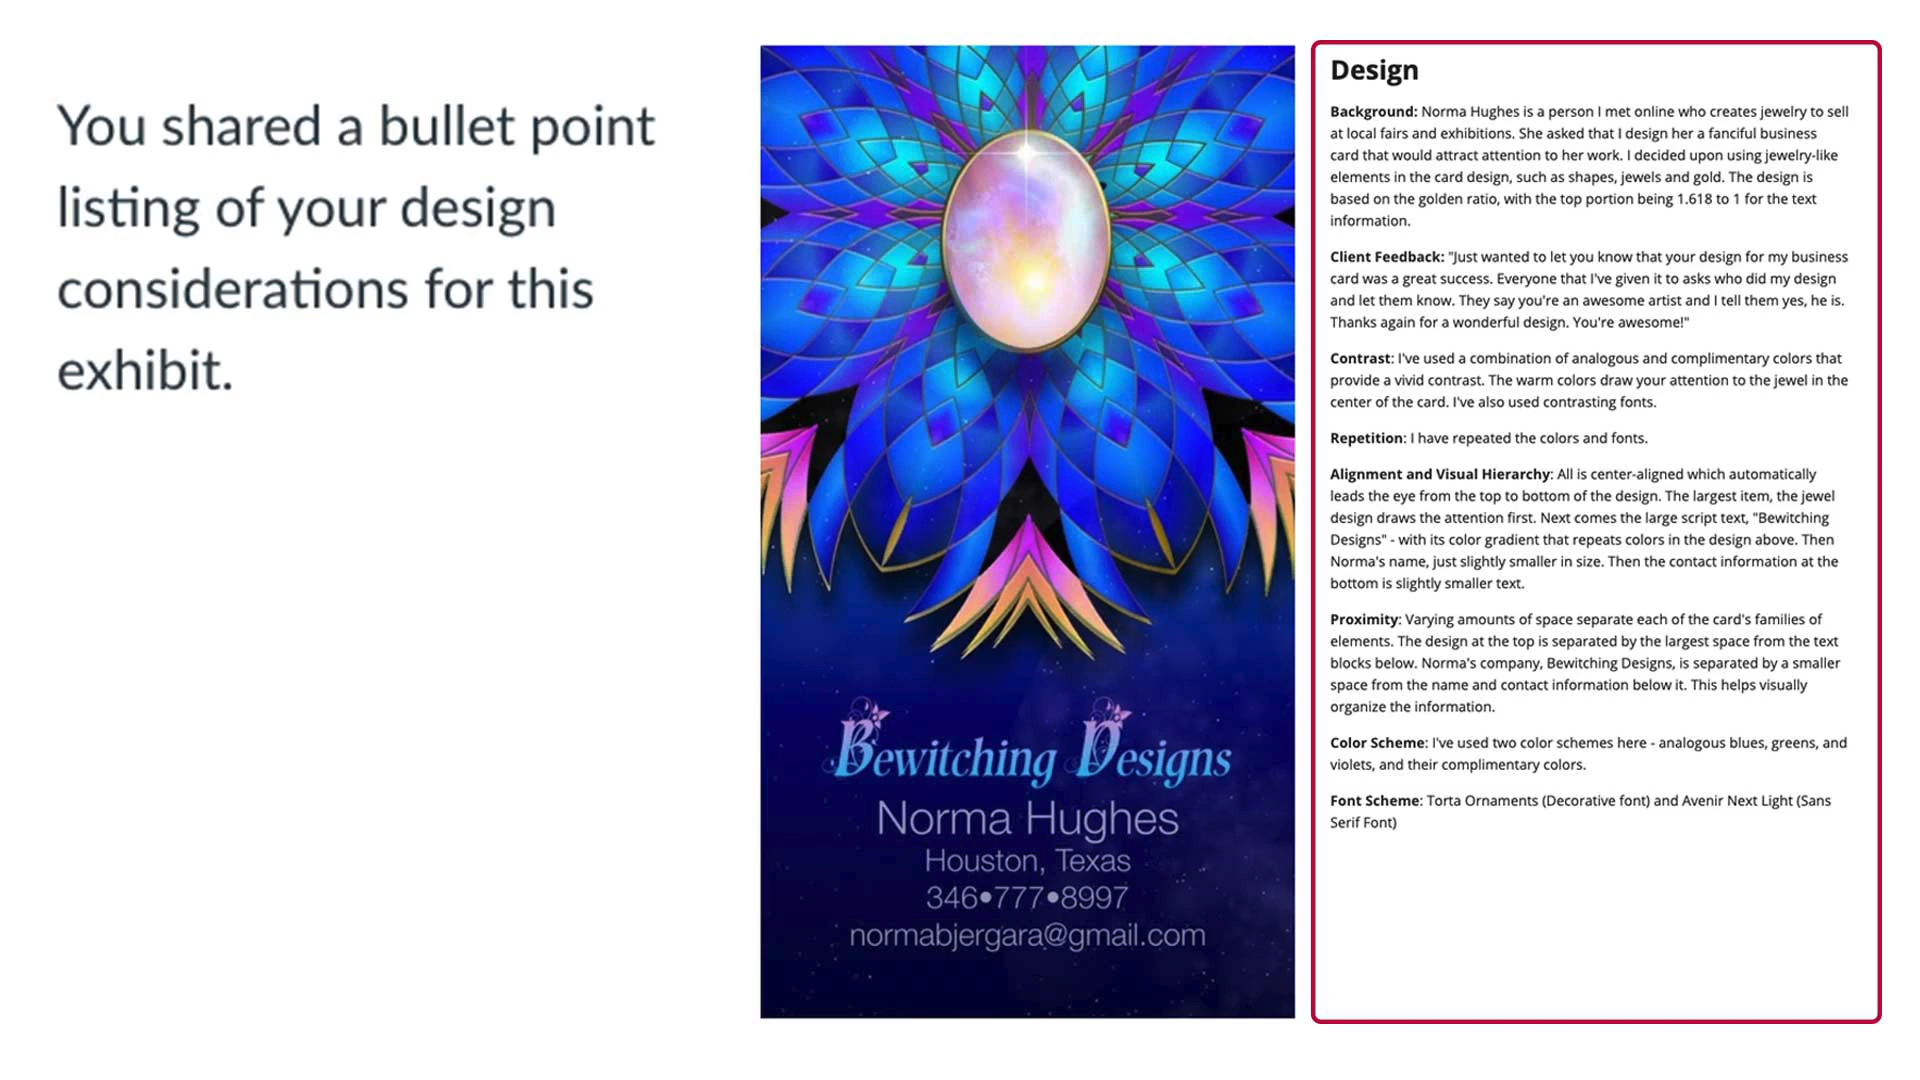 You shared a bullet point
listing of your design
considerations for this
exhibit.
Bewitching Designs
Norma Hughes
Houston, Texas
346•777•8997
normabjergara@gmail.com
Design
Background: Norma Hughes is a person I met online who creates jewelry to sell
at local fairs and exhibitions. She asked that I design her a fanciful business
card that would attract attention to her work. I decided upon using jewelry-like
elements in the card design, such as shapes, jewels and gold. The design is
based on the golden ratio, with the top portion being 1.618 to 1 for the text
information.
Client Feedback: "Just wanted to let you know that your design for my business
card was a great success. Everyone that I've given it to asks who did my design
and let them know. They say you're an awesome artist and I tell them yes, he is.
Thanks again for a wonderful design. You're awesome!"
Contrast: I've used a combination of analogous and complimentary colors that
provide a vivid contrast. The warm colors draw your attention to the jewel in the
center of the card. I've also used contrasting fonts.
Repetition: I have repeated the colors and fonts.
Alignment and Visual Hierarchy: All is center-aligned which automatically
leads the eye from the top to bottom of the design. The largest item, the jewel
design draws the attention first. Next comes the large script text, "Bewitching
Designs" - with its color gradient that repeats colors in the design above. Then
Norma's name, just slightly smaller in size. Then the contact information at the
bottom is slightly smaller text.
Proximity: Varying amounts of space separate each of the card's families of
elements. The design at the top is separated by the largest space from the text
blocks below. Norma's company, Bewitching Designs, is separated by a smaller
space from the name and contact information below it. This helps visually
organize the information.
Color Scheme: I've used two color schemes here - analogous blues, greens, and
violets, and their complimentary colors.
Font Scheme: Torta Ornaments (Decorative font) and Avenir Next Light (Sans
Serif Font)